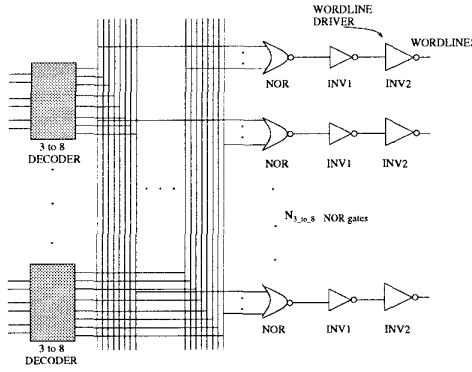 WORDLINE
DRIVER
WORDLINES
NOR
INV1
INV2
3 to 8
DECODER
NOR
INV1
INV2
N3_to_8 NOR gates
NOR
INV1
INV2
3 to 8
DECODER